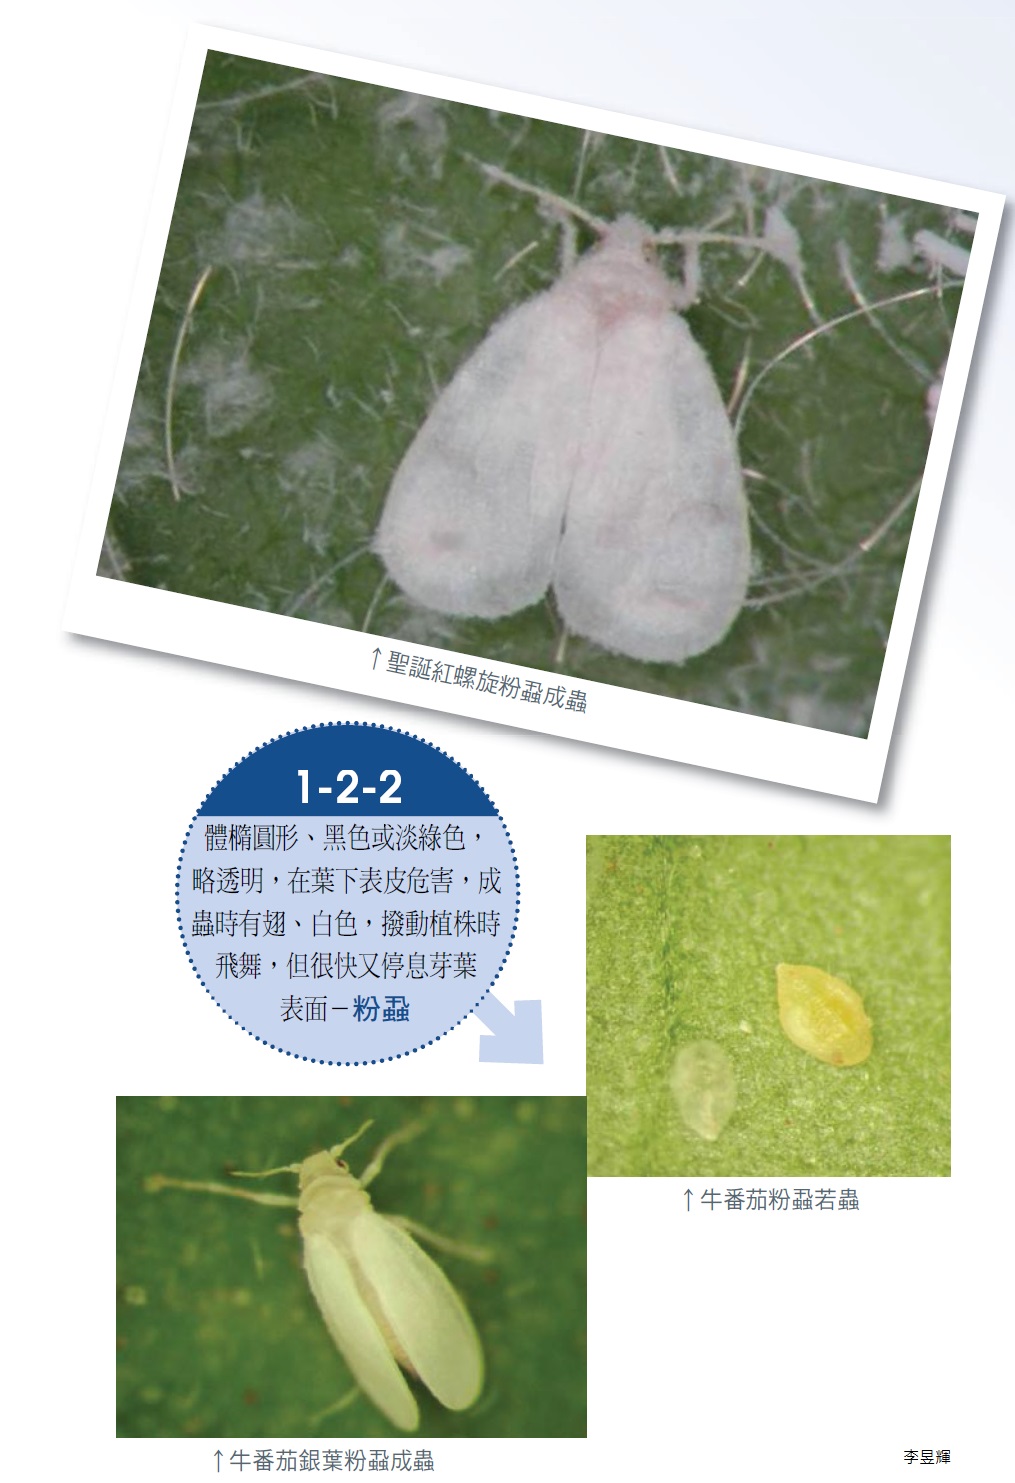 ↑聖誕紅螺旋粉蝨成蟲
1-2-2
體橢圓形、黑色或淡綠色，
略透明，在葉下表皮危害，成
蟲時有翅、白色，撥動植株時
飛舞，但很快又停息芽葉
表面－粉蝨
↑牛番茄粉蝨若蟲
↑牛番茄銀葉粉蝨成蟲
李昱輝